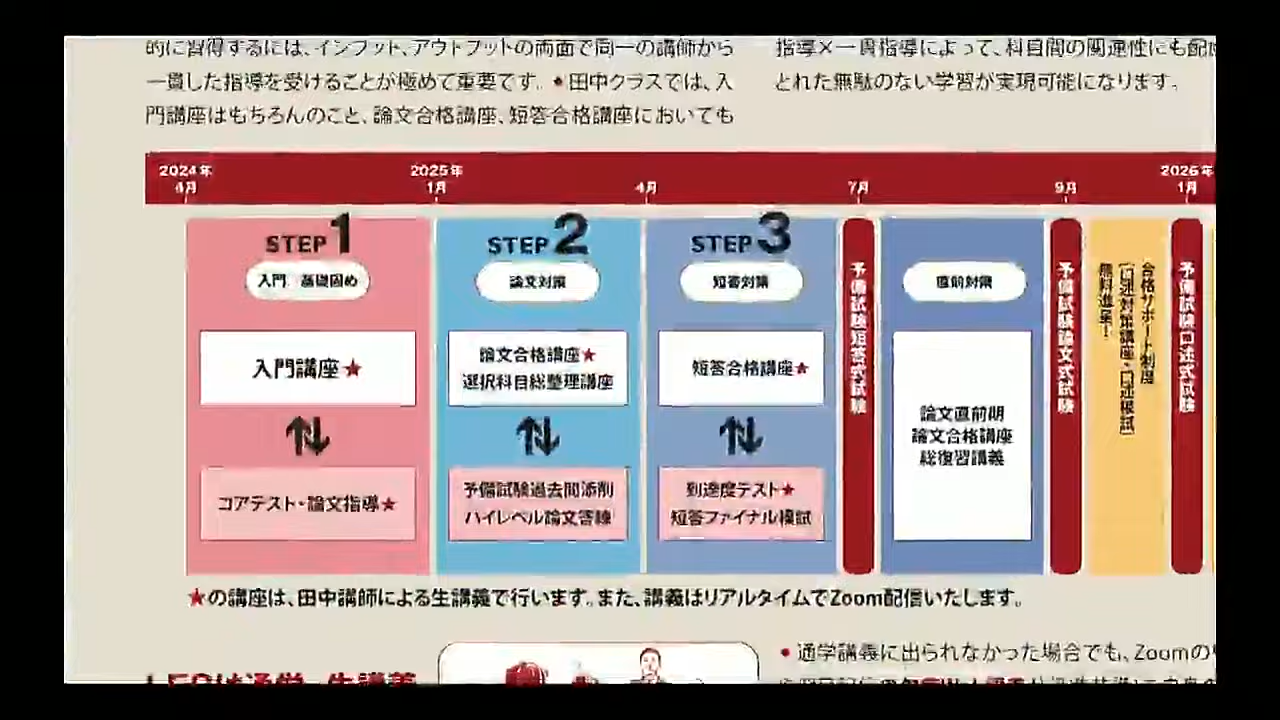 的に習得するには、インプット、アウトプットの両面で同一の講師から
一貫した指導を受けることが極めて重要です。●田中クラスでは、入
門講座はもちろんのこと、論文合格講座、短答合格講座においても
指導×一貫指導によって、科目間の関連性にも配慮
とれた無駄のない学習が実現可能になります。
2024年
4月
2025年
1月
4月
7月
9月
2026年
1月
STEP1
入門・基礎固め
入門講座★
コアテスト・論文指導★
STEP2
論文対策
論文合格講座★
選択科目総整理講座
予備試験過去問添削
ハイレベル論文答練
STEP3
短答対策
短答合格講座★
到達度テスト★
短答ファイナル模試
予備試験短答式試験
直前対策
論文直前期
論文合格講座
総復習講義
予備試験論文式試験
合格サポート制度
(口述対策講座・口述模試)
無料進呈!
予備試験口述式試験
★の講座は、田中講師による生講義で行います。また、講義はリアルタイムでZoom配信いたします。
LECは通学・生講義
●通学講義に出られなかった場合でも、Zoomの